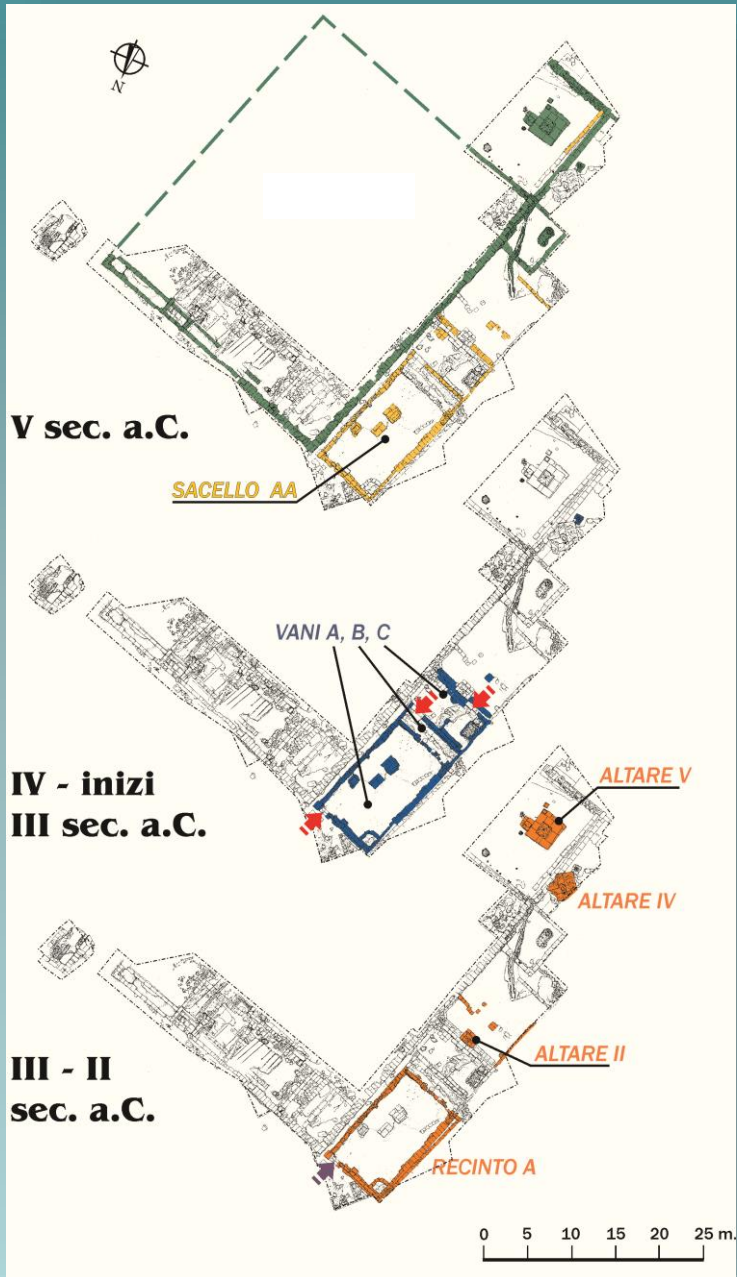 N
V sec. a.C.
SACELLO AA
VANI A, B, C
IV - inizi
III sec. a.C.
ALTARE V
ALTARE IV
III - II
sec. a.C.
ALTARE II
RECINTO A
0 5 10 15 20 25 m.